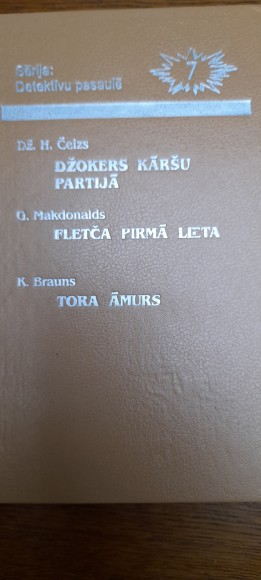 Sērija:
Detektīvu pasaulē
7
Dž. H. Čeizs
DŽOKERS KĀRŠU
PARTIJĀ
G. Makdonalds
FLETČA PIRMĀ LIETA
K. Brauns
TORA ĀMURS